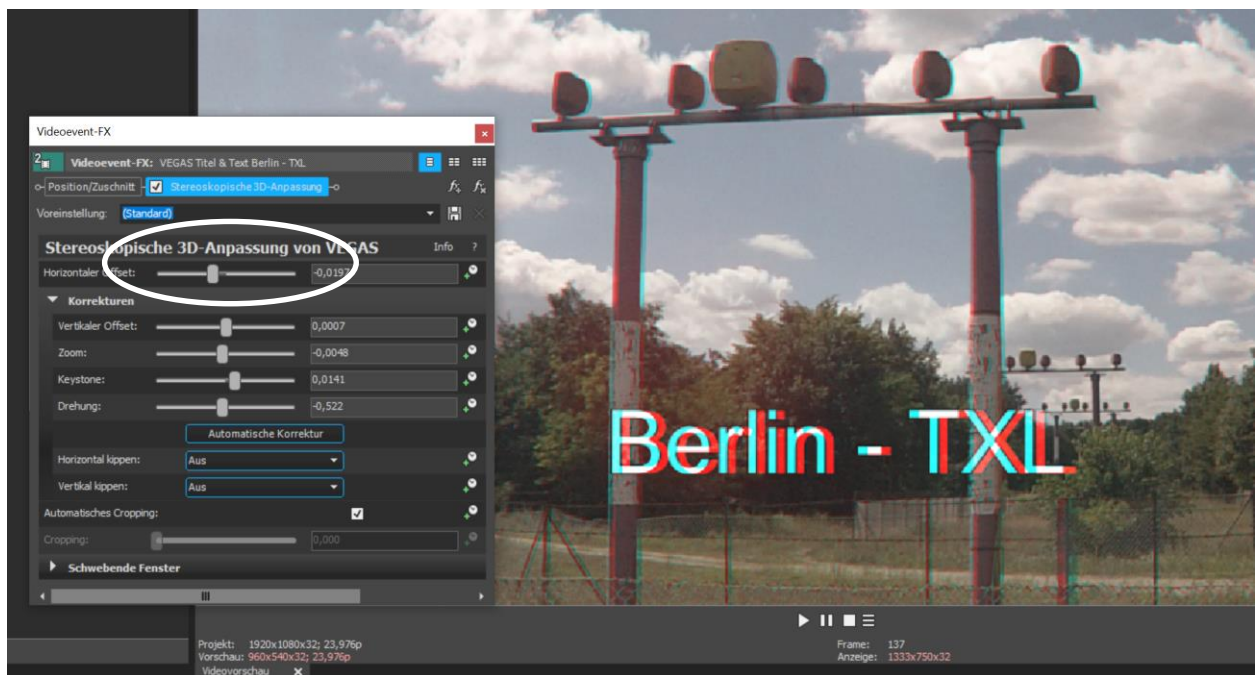 Videoevent-FX
2 Videoevent-FX: VEGAS Titel & Text Berlin - TXL
Position/Zuschnitt Stereoskopische 3D-Anpassung
Voreinstellung: (Standard)
Stereoskopische 3D-Anpassung von VEGAS Info ?
Horizontaler Offset: -0,0197
Korrekturen
Vertikaler Offset: 0,0007
Zoom: -0,0048
Keystone: 0,0141
Drehung: -0,522
Automatische Korrektur
Horizontal kippen: Aus
Vertikal kippen: Aus
Automatisches Cropping:
Cropping: 0,000
Schwebende Fenster
Berlin - TXL
Projekt: 1920x1080x32; 23,976p
Vorschau: 960x540x32; 23,976p
Videovorschau
Frame: 137
Anzeige: 1333x750x32